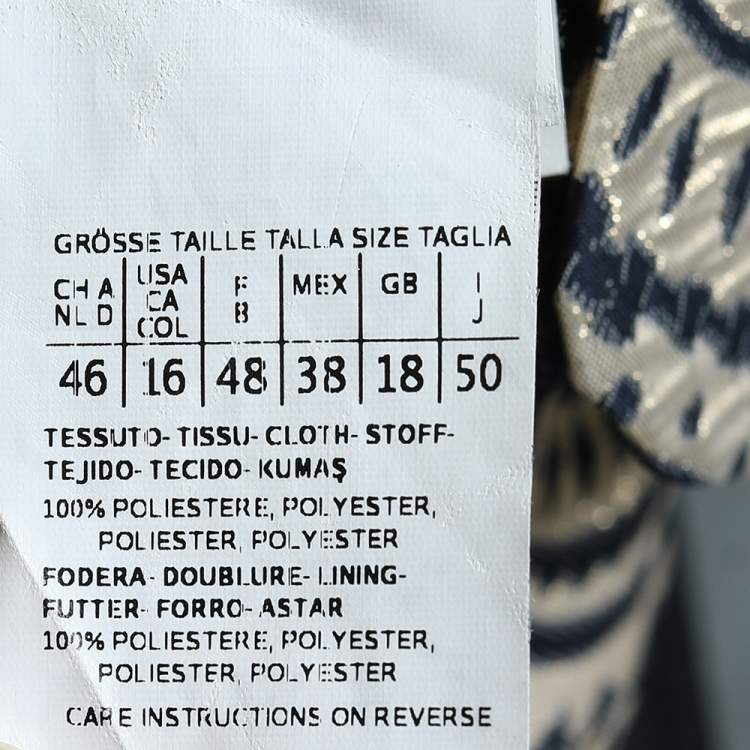 GRÖSSE TAILLE TALLA SIZE TAGLIA
CH A USA F MEX GB I
NL D CA B J
COL
46 16 48 38 18 50
TESSUTO- TISSU- CLOTH- STOFF-
TEJIDO- TECIDO- KUMAŞ
100% POLIESTERE, POLYESTER,
POLIESTER, POLYESTER
FODERA- DOUBLURE- LINING-
FUTTER- FORRO- ASTAR
100% POLIESTERE, POLYESTER,
POLIESTER, POLYESTER
CARE INSTRUCTIONS ON REVERSE